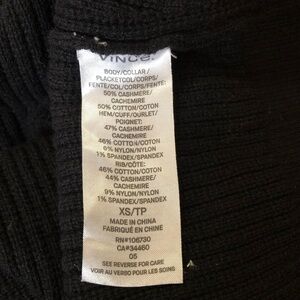 VINCE.
BODY/COLLAR /
PLACKETCOL/CORPS/
FENTE/COL/CORPS/FENTE:
50% CASHMERE/
CACHEMIRE
50% COTTON/COTON
HEM/CUFF/OURLET/
POIGNET:
47% CASHMERE/
CACHEMIRE
46% COTTON/COTON
6% NYLON/NYLON
1% SPANDEX/SPANDEX
RIB/CÔTE:
46% COTTON/COTON
44% CASHMERE/
CACHEMIRE
9% NYLON/NYLON
1% SPANDEX/SPANDEX
XS/TP
MADE IN CHINA
FABRIQUÉ EN CHINE
RN#106730
CA#34460
05
SEE REVERSE FOR CARE
VOIR AU VERSO POUR LES SOINS